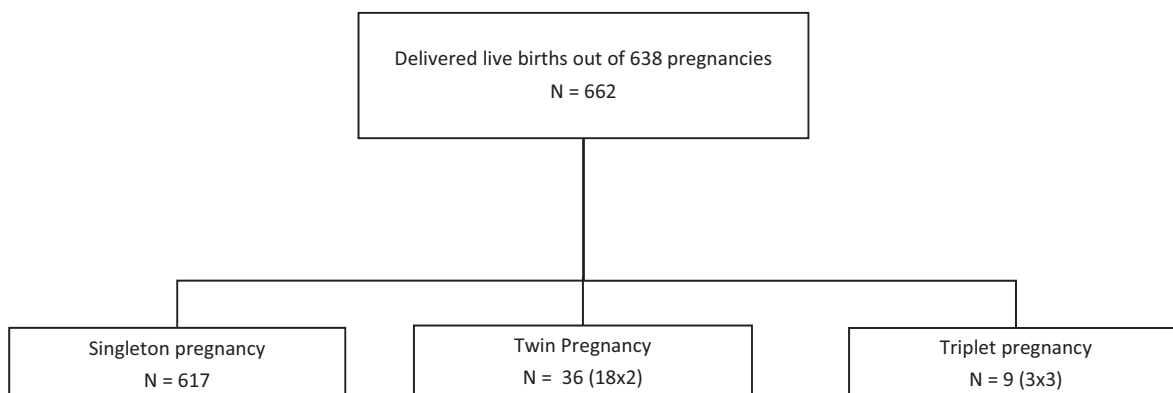 Delivered live births out of 638 pregnancies
N = 662
Singleton pregnancy
N = 617
Twin Pregnancy
N = 36 (18x2)
Triplet pregnancy
N = 9 (3x3)